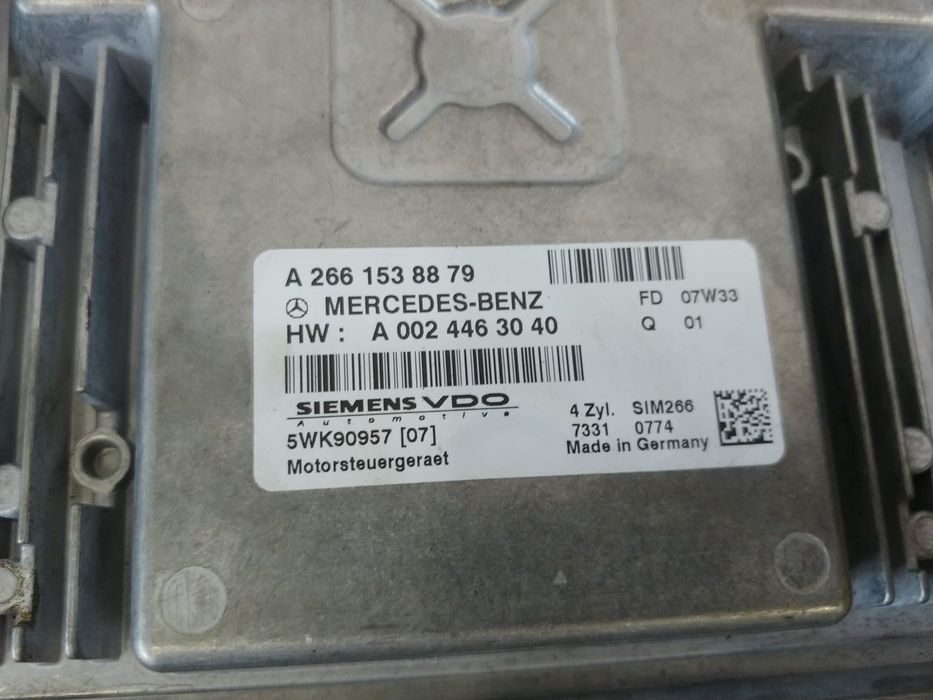 A 266 153 88 79
MERCEDES-BENZ
FD 07W33
HW : A 002 446 30 40
Q 01
SIEMENS VDO
Automotive
4 Zyl. SIM266
5WK90957 [07]
7331 0774
Made in Germany
Motorsteuergeraet